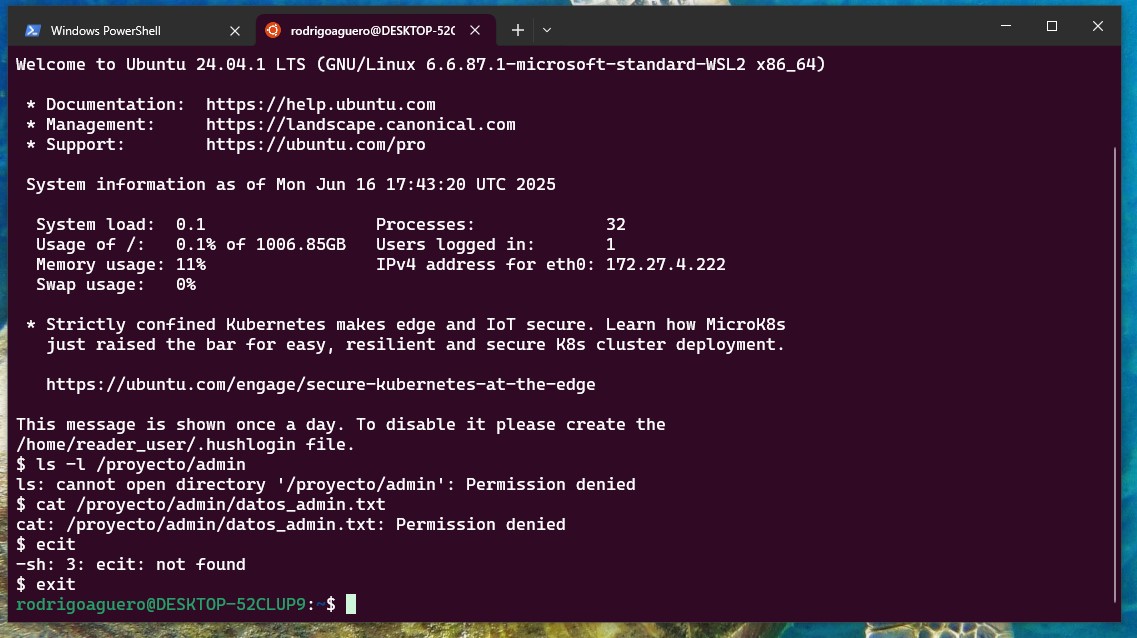 Windows PowerShell
rodrigoaguero@DESKTOP-52C
Welcome to Ubuntu 24.04.1 LTS (GNU/Linux 6.6.87.1-microsoft-standard-WSL2 x86_64)
* Documentation:  https://help.ubuntu.com
* Management:     https://landscape.canonical.com
* Support:        https://ubuntu.com/pro
System information as of Mon Jun 16 17:43:20 UTC 2025
System load:  0.1                 Processes:             32
Usage of /:   0.1% of 1006.85GB   Users logged in:       1
Memory usage: 11%                 IPv4 address for eth0: 172.27.4.222
Swap usage:   0%
* Strictly confined Kubernetes makes edge and IoT secure. Learn how MicroK8s
just raised the bar for easy, resilient and secure K8s cluster deployment.
https://ubuntu.com/engage/secure-kubernetes-at-the-edge
This message is shown once a day. To disable it please create the
/home/reader_user/.hushlogin file.
$ ls -l /proyecto/admin
ls: cannot open directory '/proyecto/admin': Permission denied
$ cat /proyecto/admin/datos_admin.txt
cat: /proyecto/admin/datos_admin.txt: Permission denied
$ ecit
-sh: 3: ecit: not found
$ exit
rodrigoaguero@DESKTOP-52CLUP9:~$